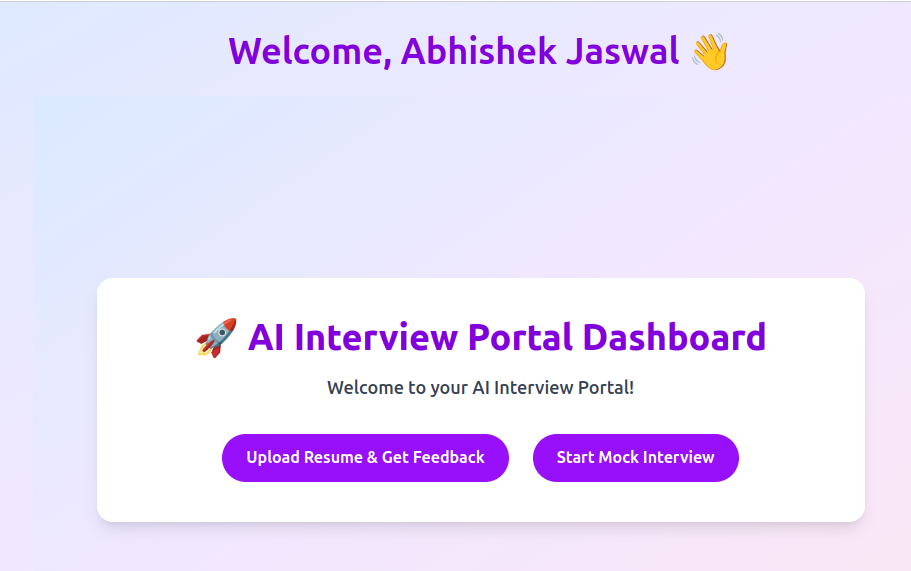 Welcome, Abhishek Jaswal 👋
🚀 AI Interview Portal Dashboard
Welcome to your AI Interview Portal!
Upload Resume & Get Feedback
Start Mock Interview